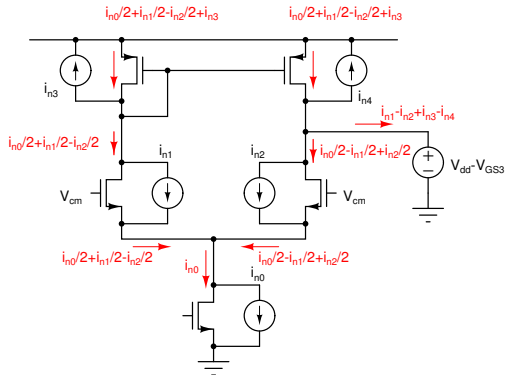 i_n0/2+i_n1/2-i_n2/2+i_n3 i_n0/2+i_n1/2-i_n2/2+i_n3
i_n3 i_n4
i_n1-i_n2+i_n3-i_n4
i_n0/2+i_n1/2-i_n2/2 i_n1 i_n2 i_n0/2-i_n1/2+i_n2/2
V_dd-V_GS3
V_cm V_cm
i_n0/2+i_n1/2-i_n2/2 i_n0/2-i_n1/2+i_n2/2
i_n0 i_n0